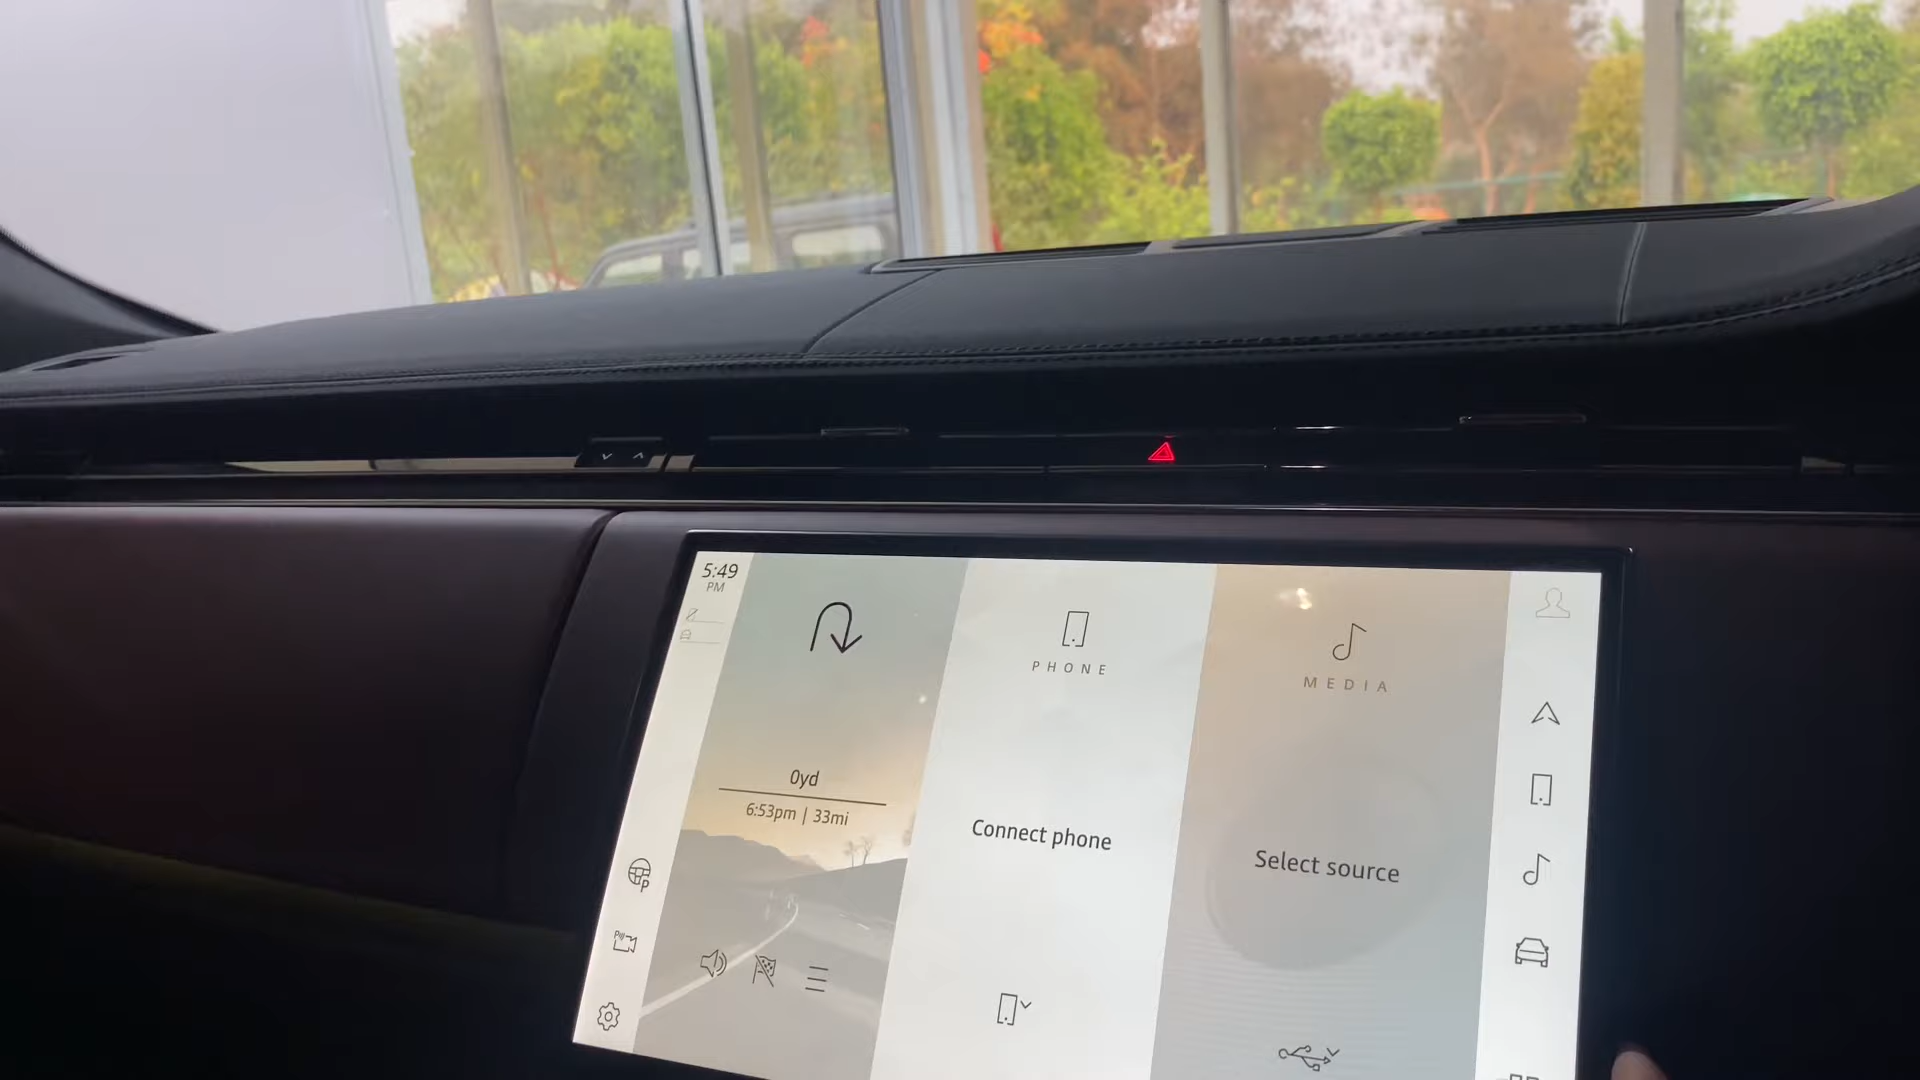 5:49
PM
PHONE
MEDIA
0yd
6:53pm | 33mi
Connect phone
Select source